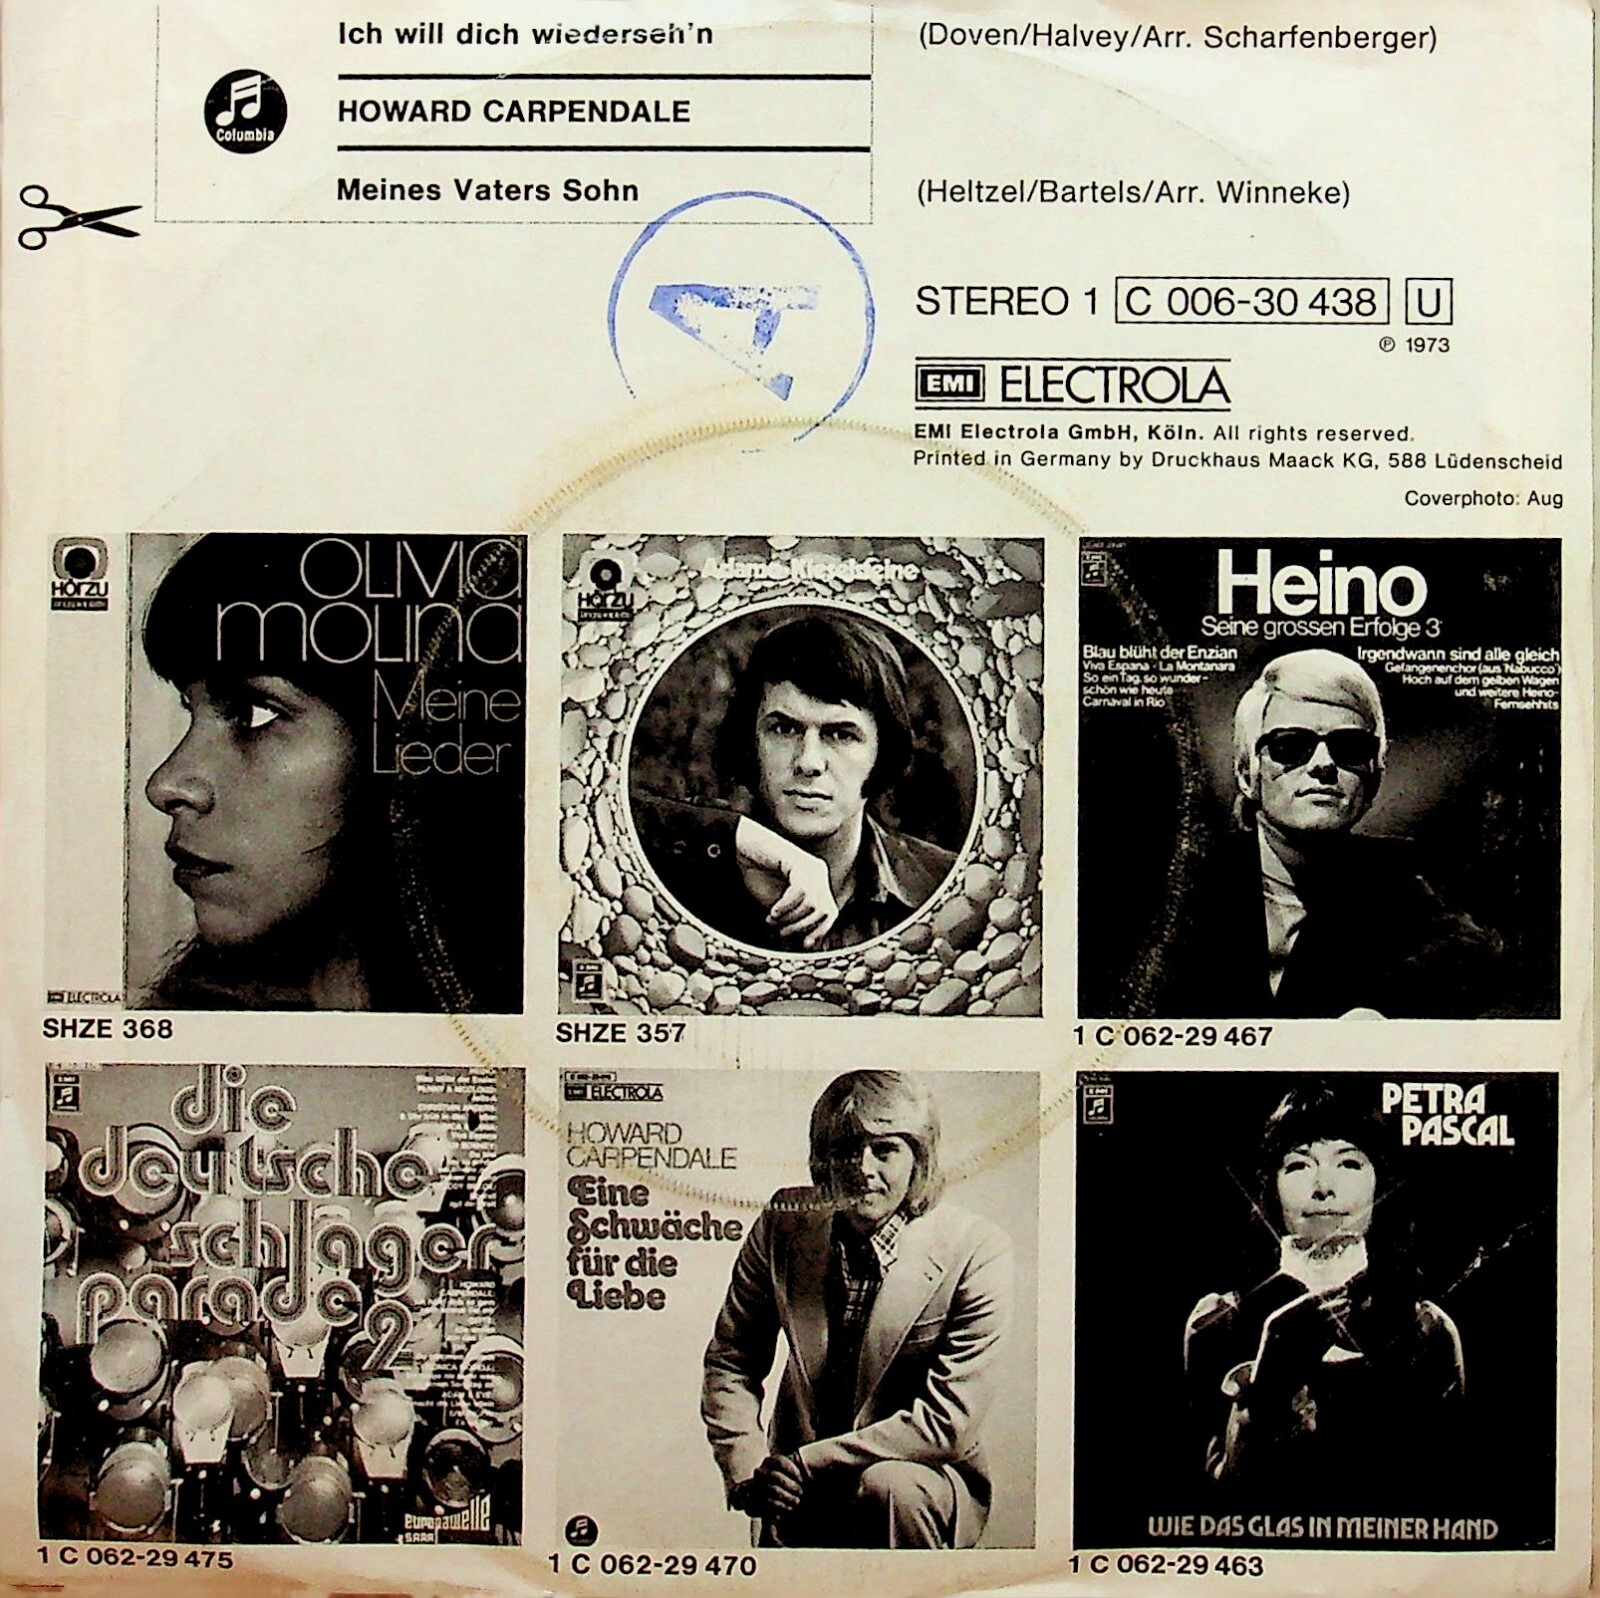 Ich will dich wiederseh'n
(Doven/Halvey/Arr. Scharfenberger)
Columbia
HOWARD CARPENDALE
Meines Vaters Sohn
(Heltzel/Bartels/Arr. Winneke)
A
STEREO 1 C 006-30 438 U
℗ 1973
EMI ELECTROLA
EMI Electrola GmbH, Köln. All rights reserved.
Printed in Germany by Druckhaus Maack KG, 588 Lüdenscheid
Coverphoto: Aug
HÖRZU
OLIVIA
MOLINA
Meine
Lieder
EMI ELECTROLA
SHZE 368
HÖRZU
Adamo Kieselsteine
SHZE 357
Heino
Seine grossen Erfolge 3
Blau blüht der Enzian
Viva Espana - La Montanara
So ein Tag, so wunder-
schön wie heute
Carnaval in Rio
Irgendwann sind alle gleich
Gefangenenchor (aus 'Nabucco')
Hoch auf dem gelben Wagen
und weitere Heino-
Fernsehhits
1 C 062-29 467
die
deutsche
schlager
parade
2
HOWARD
CARPENDALE
europawelle
SAAR
1 C 062-29 475
EMI ELECTROLA
HOWARD
CARPENDALE
Eine
Schwäche
für die
Liebe
1 C 062-29 470
PETRA
PASCAL
WIE DAS GLAS IN MEINER HAND
1 C 062-29 463